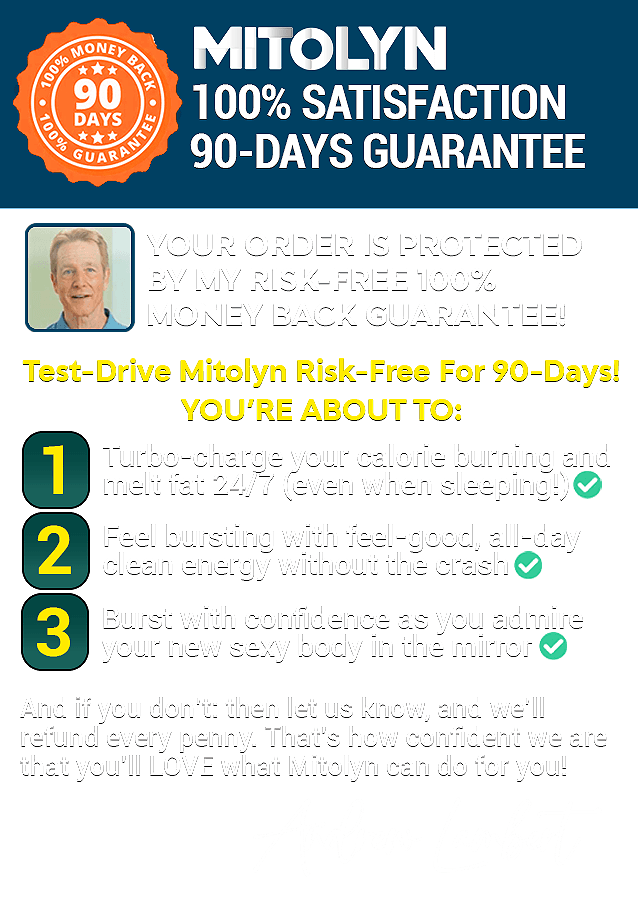 100% MONEY BACK
90
DAYS
100% GUARANTEE
MITOLYN
100% SATISFACTION
90-DAYS GUARANTEE
YOUR ORDER IS PROTECTED
BY MY RISK-FREE 100%
MONEY BACK GUARANTEE!
Test-Drive Mitolyn Risk-Free For 90-Days!
YOU'RE ABOUT TO:
1 Turbo-charge your calorie burning and
melt fat 24/7 (even when sleeping!)
2 Feel bursting with feel-good, all-day
clean energy without the crash
3 Burst with confidence as you admire
your new sexy body in the mirror
And if you don't: then let us know, and we'll
refund every penny. That's how confident we are
that you'll LOVE what Mitolyn can do for you!